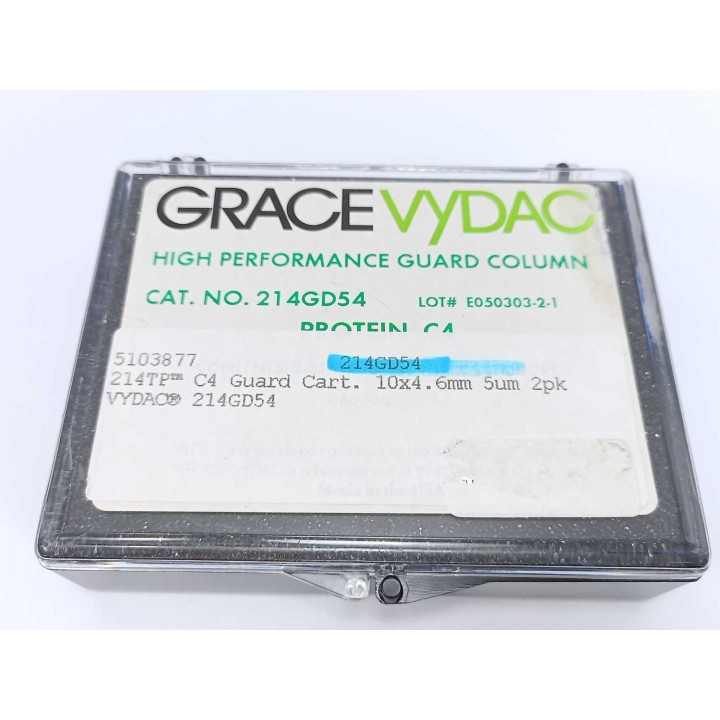 GRACE VYDAC
HIGH PERFORMANCE GUARD COLUMN
CAT. NO. 214GD54 LOT# E050303-2-1
PROTEIN C4
5103877 214GD54
214TP™ C4 Guard Cart. 10x4.6mm 5um 2pk
VYDAC® 214GD54
Made in the USA